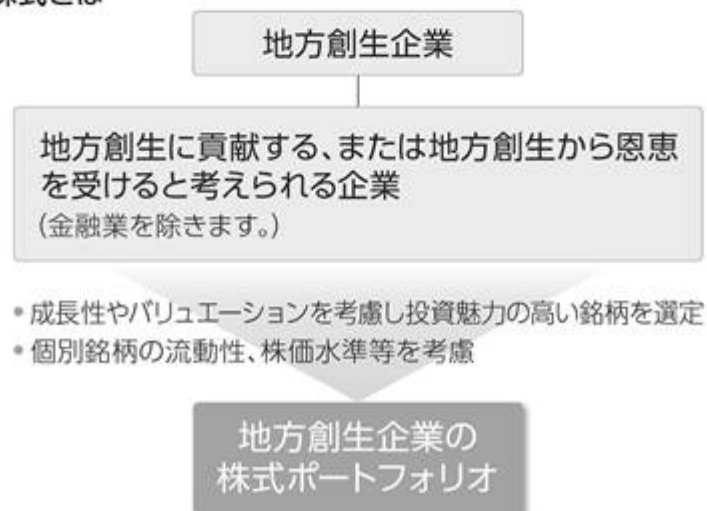 地方創生企業
地方創生に貢献する、または地方創生から恩恵
を受けると考えられる企業
(金融業を除きます。)
• 成長性やバリュエーションを考慮し投資魅力の高い銘柄を選定
• 個別銘柄の流動性、株価水準等を考慮
地方創生企業の
株式ポートフォリオ